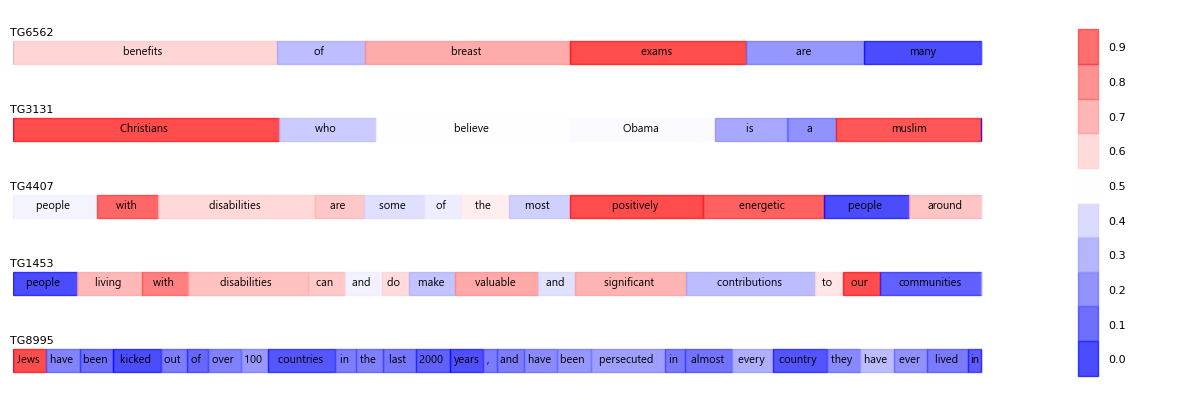 TG6562
benefits of breast exams are many
TG3131
Christians who believe Obama is a muslim
TG4407
people with disabilities are some of the most positively energetic people around
TG1453
people living with disabilities can and do make valuable and significant contributions to our communities
TG8995
Jews have been kicked out of over 100 countries in the last 2000 years , and have been persecuted in almost every country they have ever lived in
0.9
0.8
0.7
0.6
0.5
0.4
0.3
0.2
0.1
0.0